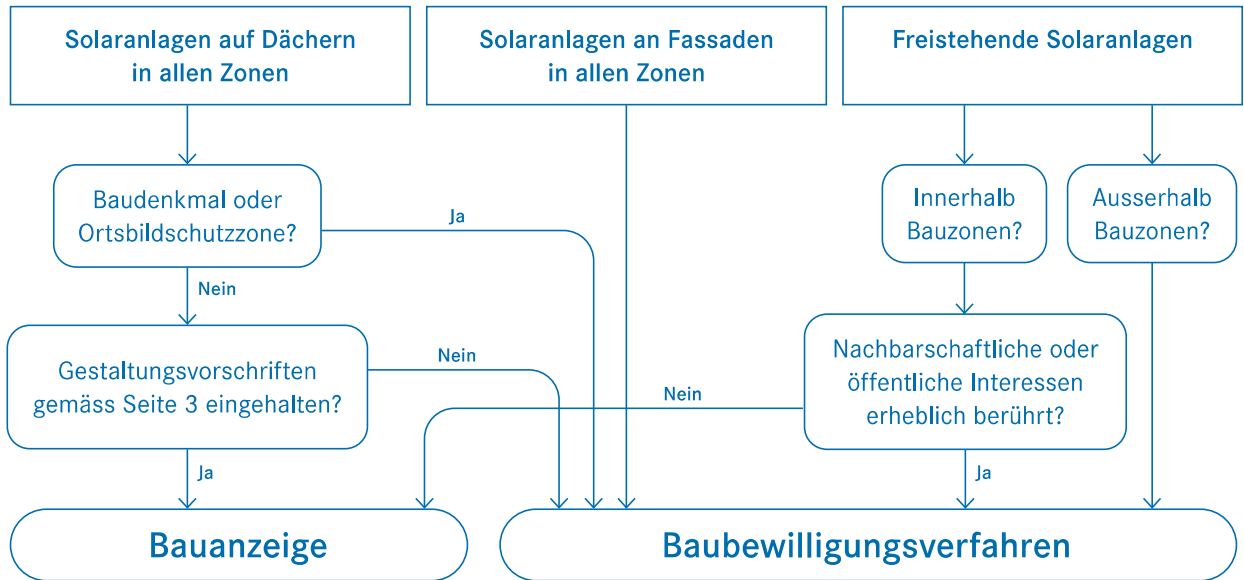 Solaranlagen auf Dächern
in allen Zonen
Solaranlagen an Fassaden
in allen Zonen
Freistehende Solaranlagen
Baudenkmal oder
Ortsbildschutzzone?
Ja
Innerhalb
Bauzonen?
Ausserhalb
Bauzonen?
Nein
Gestaltungsvorschriften
gemäss Seite 3 eingehalten?
Nein
Nein
Nachbarschaftliche oder
öffentliche Interessen
erheblich berührt?
Ja
Ja
Bauanzeige
Baubewilligungsverfahren